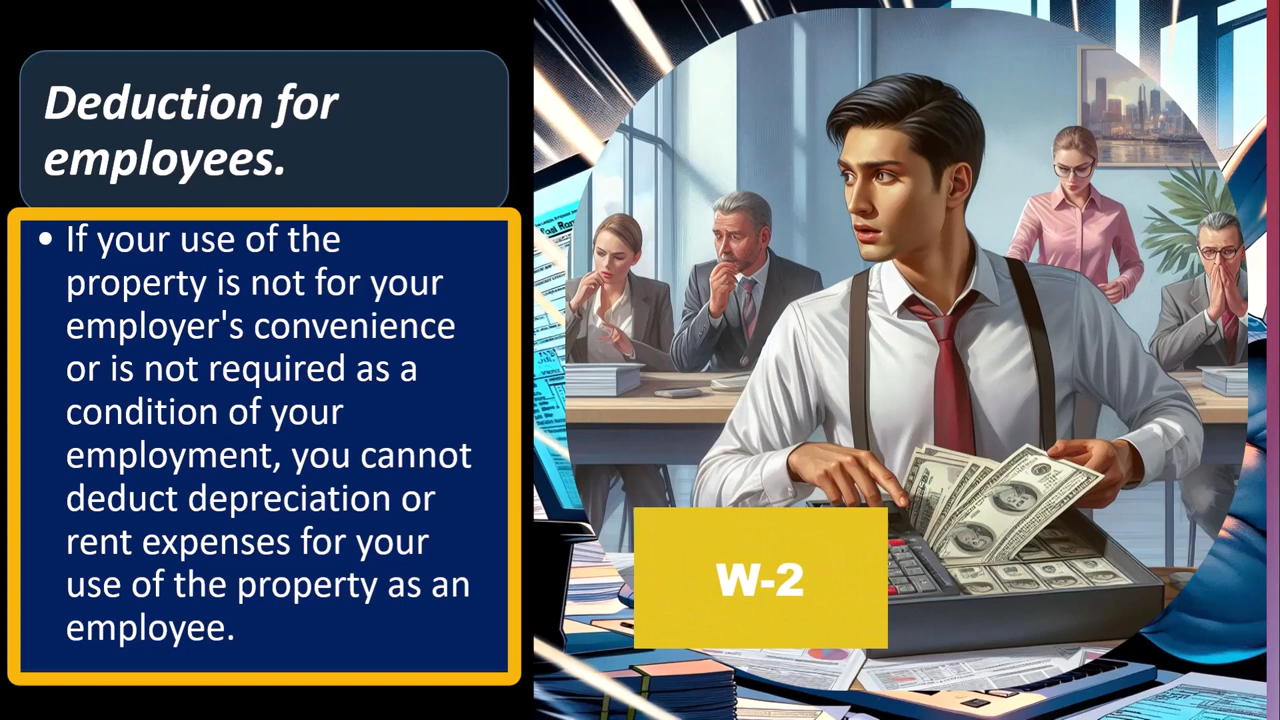 Deduction for
employees.
• If your use of the
property is not for your
employer's convenience
or is not required as a
condition of your
employment, you cannot
deduct depreciation or
rent expenses for your
use of the property as an
employee.
W-2